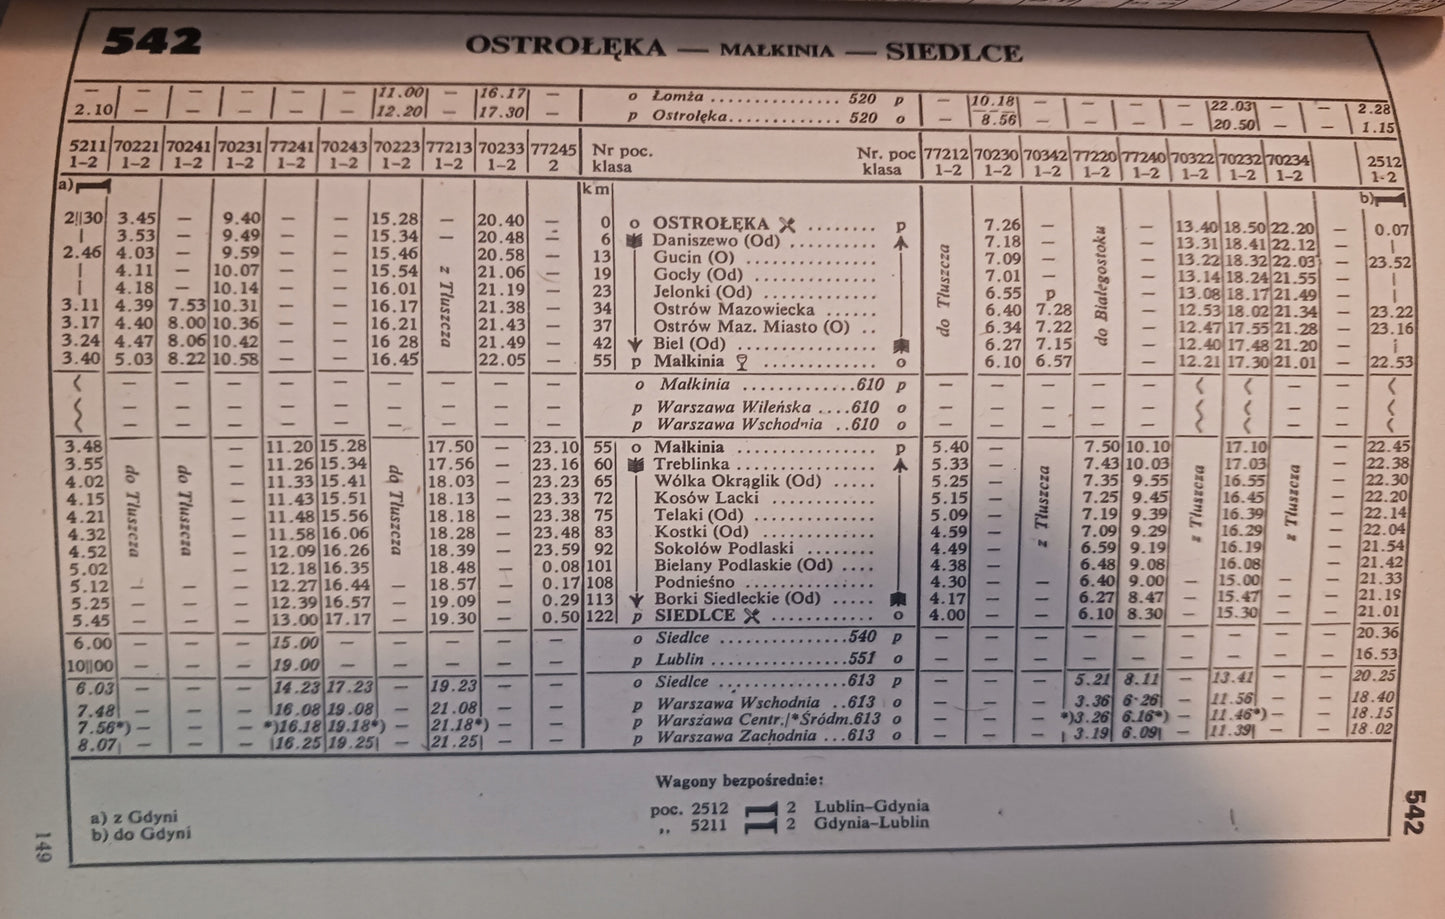 542 OSTROŁĘKA — MAŁKINIA — SIEDLCE
— — — — — — 11.00 — 16.17 — o Łomża ............... 520 p — 10.18 — — — — 22.03 — — 2.28
2.10 — — — — — 12.20 — 17.30 — p Ostrołęka............. 520 o — 8.56 — — — — 20.50 — — 1.15
5211 70221 70241 70231 77241 70243 70223 77213 70233 77245 Nr poc. Nr. poc 77212 70230 70342 77220 77240 70322 70232 70234 2512
1-2 1-2 1-2 1-2 1-2 1-2 1-2 1-2 1-2 2 klasa klasa 1-2 1-2 1-2 1-2 1-2 1-2 1-2 1-2 1-2
a) km b)
2||30 3.45 — 9.40 — — 15.28 — 20.40 — 0 o OSTROŁĘKA ........ p 7.26 — — 13.40 18.50 22.20 — 0.07
| 3.53 — 9.49 — — 15.34 — 20.48 — 6 Daniszewo (Od) ............ 7.18 — — 13.31 18.41 22.12 — |
2.46 4.03 — 9.59 — — 15.46 20.58 — 13 Gucin (O) ................. 7.09 — — 13.22 18.32 22.03 — 23.52
| 4.11 — 10.07 — — 15.54 21.06 — 19 Gocły (Od) ................ 7.01 — — 13.14 18.24 21.55 — |
| 4.18 — 10.14 — — 16.01 21.19 — 23 Jelonki (Od) .............. 6.55 p — 13.08 18.17 21.49 — |
3.11 4.39 7.53 10.31 — — 16.17 21.38 — 34 Ostrów Mazowiecka ...... 6.40 7.28 — 12.53 18.02 21.34 — 23.22
3.17 4.40 8.00 10.36 — — 16.21 21.43 — 37 Ostrów Maz. Miasto (O) .. 6.34 7.22 — 12.47 17.55 21.28 — 23.16
3.24 4.47 8.06 10.42 — — 16 28 21.49 — 42 Biel (Od) ................. 6.27 7.15 — 12.40 17.48 21.20 — |
3.40 5.03 8.22 10.58 — — 16.45 22.05 — 55 p Małkinia ............. o 6.10 6.57 — 12.21 17.30 21.01 — 22.53
z Tłuszcza
do Tłuszcza
do Białegostoku
— — — — — — — — — o Małkinia .............610 p — — — — — — — —
— — — — — — — — — p Warszawa Wileńska ....610 o — — — — — — —
— — — — — — — — — p Warszawa Wschodnia ..610 o — — — — — — —
3.48 — 11.20 15.28 17.50 — 23.10 55 o Małkinia ................ p 5.40 — 7.50 10.10 17.10 — 22.45
3.55 — 11.26 15.34 17.56 — 23.16 60 Treblinka ................. 5.33 — 7.43 10.03 17.03 — 22.38
4.02 — 11.33 15.41 18.03 — 23.23 65 Wólka Okrąglik (Od) ..... 5.25 — 7.35 9.55 16.55 — 22.30
4.15 — 11.43 15.51 18.13 — 23.33 72 Kosów Lacki ............. 5.15 — 7.25 9.45 16.45 — 22.20
4.21 — 11.48 15.56 18.18 — 23.38 75 Telaki (Od) ............... 5.09 — 7.19 9.39 16.39 — 22.14
4.32 — 11.58 16.06 18.28 — 23.48 83 Kostki (Od) ............... 4.59 — 7.09 9.29 16.29 — 22.04
4.52 — 12.09 16.26 18.39 — 23.59 92 Sokołów Podlaski ........ 4.49 — 6.59 9.19 16.19 — 21.54
5.02 — 12.18 16.35 18.48 — 0.08 101 Bielany Podlaskie (Od) .... 4.38 — 6.48 9.08 16.08 — 21.42
5.12 — — — 12.27 16.44 — 18.57 — 0.17 108 Podnieśno ................ 4.30 — — 6.40 9.00 — 15.00 — — 21.33
5.25 — — — 12.39 16.57 — 19.09 — 0.29 113 Borki Siedleckie (Od) ..... 4.17 — — 6.27 8.47 — 15.47 — — 21.19
5.45 — — — 13.00 17.17 — 19.30 — 0.50 122 p SIEDLCE ............ o 4.00 — — 6.10 8.30 — 15.30 — — 21.01
do Tłuszcza
do Tłuszcza
do Tłuszcza
z Tłuszcza
z Tłuszcza
z Tłuszcza
6.00 — — — 15.00 — — — — — o Siedlce .................540 p — — — — — — — — — 20.36
10||00 — — — 19.00 — — — — — p Lublin .................551 o — — — — — — — — — 16.53
6.03 — — — 14.23 17.23 — 19.23 — — o Siedlce .................613 p — — — 5.21 8.11 — 13.41 — — 20.25
7.48 — — — 16.08 19.08 — 21.08 — — p Warszawa Wschodnia ...613 o — — — 3.36 6.26 — 11.56 — — 18.40
7.56*) — — — *)16.18 19.18*) — 21.18*) — — p Warszawa Centr./*Śródm.613 o — — — *)3.26 6.16*) — 11.46*) — — 18.15
8.07 — — — 16.25 19.25 — 21.25 — — p Warszawa Zachodnia ...613 o — — — 3.19 6.09 — 11.39 — — 18.02
Wagony bezpośrednie:
poc. 2512 2 Lublin–Gdynia
„ 5211 2 Gdynia–Lublin
a) z Gdyni
b) do Gdyni
149
542